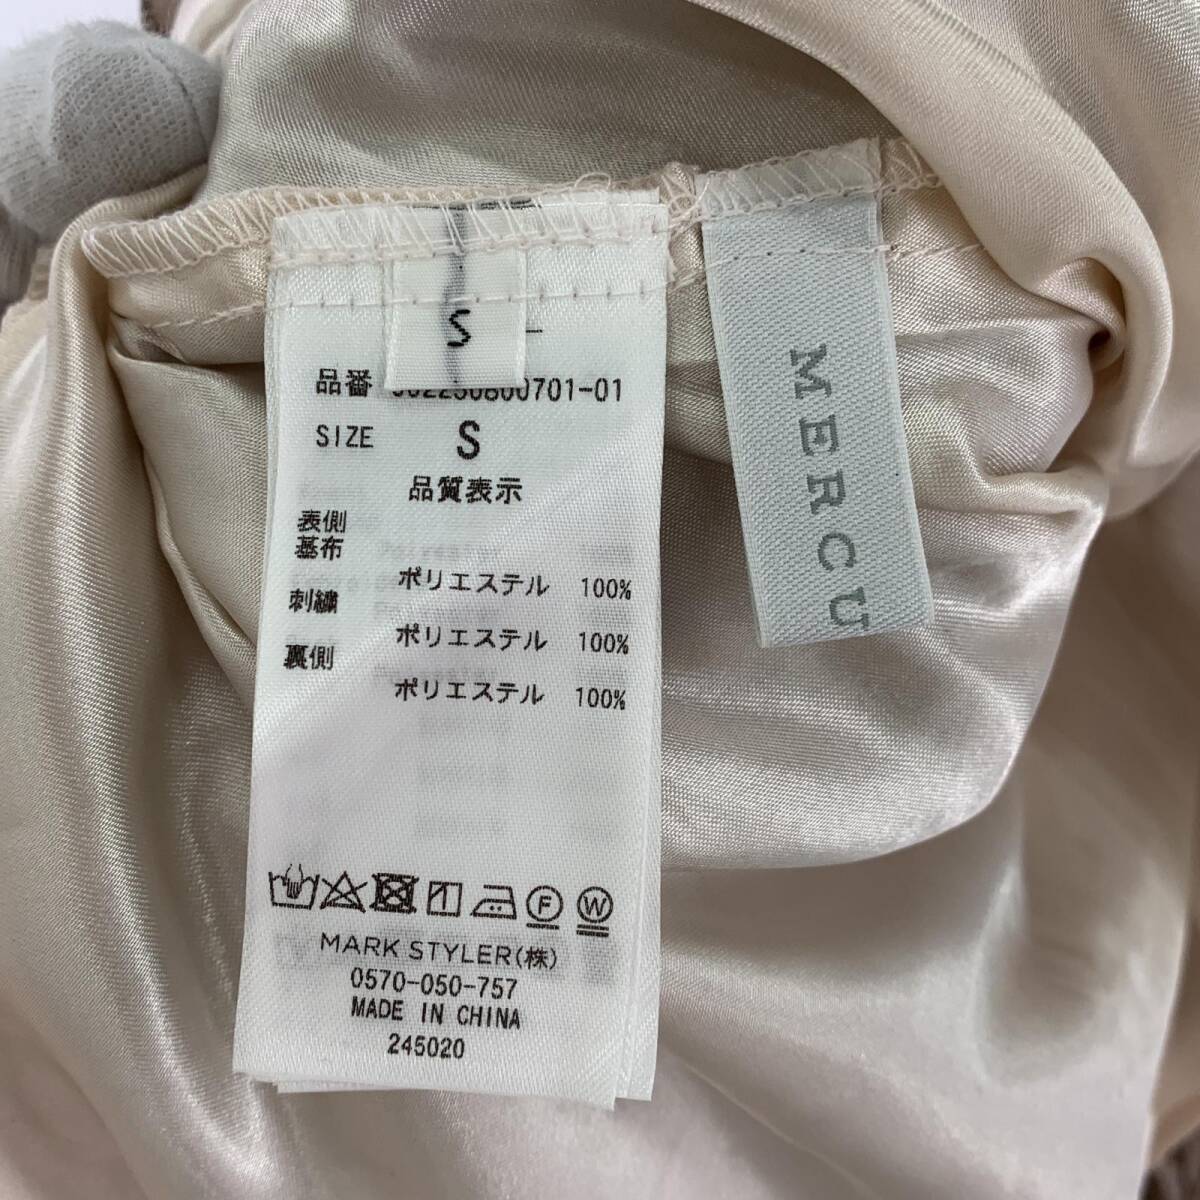 S
品番 002250800701-01
SIZE S
品質表示
表側
基布
ポリエステル 100%
刺繍
ポリエステル 100%
裏側
ポリエステル 100%
F W
MARK STYLER(株)
0570-050-757
MADE IN CHINA
245020
MERCU